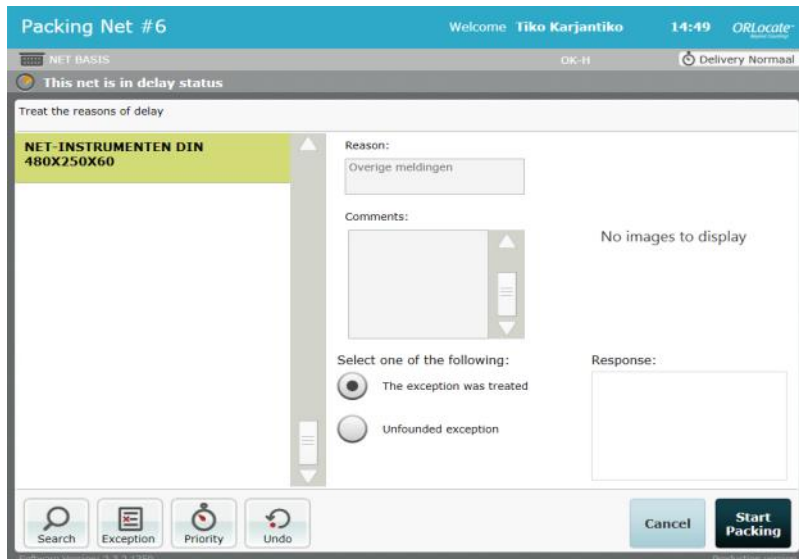 Packing Net #6
Welcome Tiko Karjantiko
14:49
ORLocate
NET BASIS
OK-H
Delivery Normaal
This net is in delay status
Treat the reasons of delay
NET-INSTRUMENTEN DIN
480X250X60
Reason:
Overige meldingen
Comments:
No images to display
Select one of the following:
The exception was treated
Unfounded exception
Response:
Search
Exception
Priority
Undo
Cancel
Start
Packing